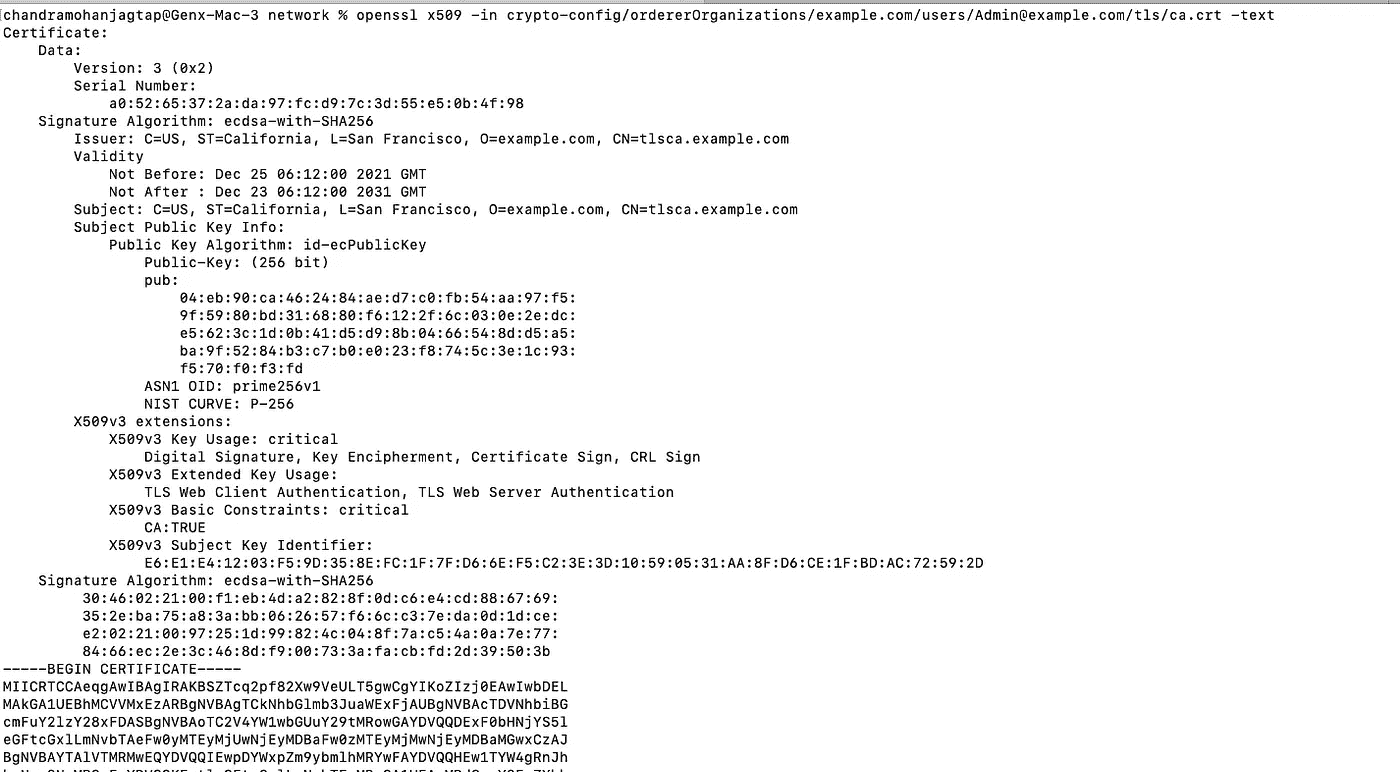 chandramohanjagtap@Genx-Mac-3 network % openssl x509 -in crypto-config/ordererOrganizations/example.com/users/Admin@example.com/tls/ca.crt -text
Certificate:
Data:
Version: 3 (0x2)
Serial Number:
a0:52:65:37:2a:da:97:fc:d9:7c:3d:55:e5:0b:4f:98
Signature Algorithm: ecdsa-with-SHA256
Issuer: C=US, ST=California, L=San Francisco, O=example.com, CN=tlsca.example.com
Validity
Not Before: Dec 25 06:12:00 2021 GMT
Not After : Dec 23 06:12:00 2031 GMT
Subject: C=US, ST=California, L=San Francisco, O=example.com, CN=tlsca.example.com
Subject Public Key Info:
Public Key Algorithm: id-ecPublicKey
Public-Key: (256 bit)
pub:
04:eb:90:ca:46:24:84:ae:d7:c0:fb:54:aa:97:f5:
9f:59:80:bd:31:68:80:f6:12:2f:6c:03:0e:2e:dc:
e5:62:3c:1d:0b:41:d5:d9:8b:04:66:54:8d:d5:a5:
ba:9f:52:84:b3:c7:b0:e0:23:f8:74:5c:3e:1c:93:
f5:70:f0:f3:fd
ASN1 OID: prime256v1
NIST CURVE: P-256
X509v3 extensions:
X509v3 Key Usage: critical
Digital Signature, Key Encipherment, Certificate Sign, CRL Sign
X509v3 Extended Key Usage:
TLS Web Client Authentication, TLS Web Server Authentication
X509v3 Basic Constraints: critical
CA:TRUE
X509v3 Subject Key Identifier:
E6:E1:E4:12:03:F5:9D:35:8E:FC:1F:7F:D6:6E:F5:C2:3E:3D:10:59:05:31:AA:8F:D6:CE:1F:BD:AC:72:59:2D
Signature Algorithm: ecdsa-with-SHA256
30:46:02:21:00:f1:eb:4d:a2:82:8f:0d:c6:e4:cd:88:67:69:
35:2e:ba:75:a8:3a:bb:06:26:57:f6:6c:c3:7e:da:0d:1d:ce:
e2:02:21:00:97:25:1d:99:82:4c:04:8f:7a:c5:4a:0a:7e:77:
84:66:ec:2e:3c:46:8d:f9:00:73:3a:fa:cb:fd:2d:39:50:3b
-----BEGIN CERTIFICATE-----
MIICRTCCAeqgAwIBAgIRAKBSZTcq2pf82Xw9VeULT5gwCgYIKoZIzj0EAwIwbDEL
MAkGA1UEBhMCVVMxEzARBgNVBAgTCkNhbGlmb3JuaWExFjAUBgNVBAcTDVNhbiBG
cmFuY2lzY28xFDASBgNVBAoTC2V4YW1wbGUuY29tMRowGAYDVQQDExF0bHNjYS5l
eGFtcGxlLmNvbTAeFw0yMTEyMjUwNjEyMDBaFw0zMTEyMjMwNjEyMDBaMGwxCzAJ
BgNVBAYTAlVTMRMwEQYDVQQIEwpDYWxpZm9ybmlhMRYwFAYDVQQHEw1TYW4gRnJh